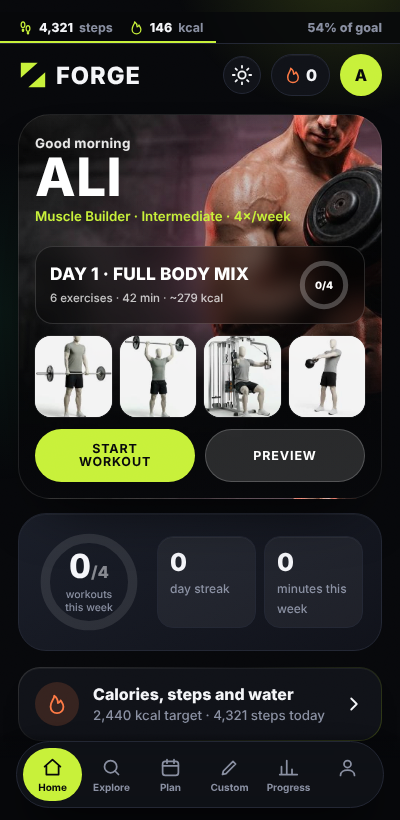 4,321 steps 146 kcal 54% of goal
FORGE 0 A
Good morning
ALI
Muscle Builder · Intermediate · 4×/week
DAY 1 · FULL BODY MIX
6 exercises · 42 min · ~279 kcal
0/4
START
WORKOUT
PREVIEW
0/4
workouts
this week
0
day streak
0
minutes this
week
Calories, steps and water
2,440 kcal target · 4,321 steps today
Home Explore Plan Custom Progress